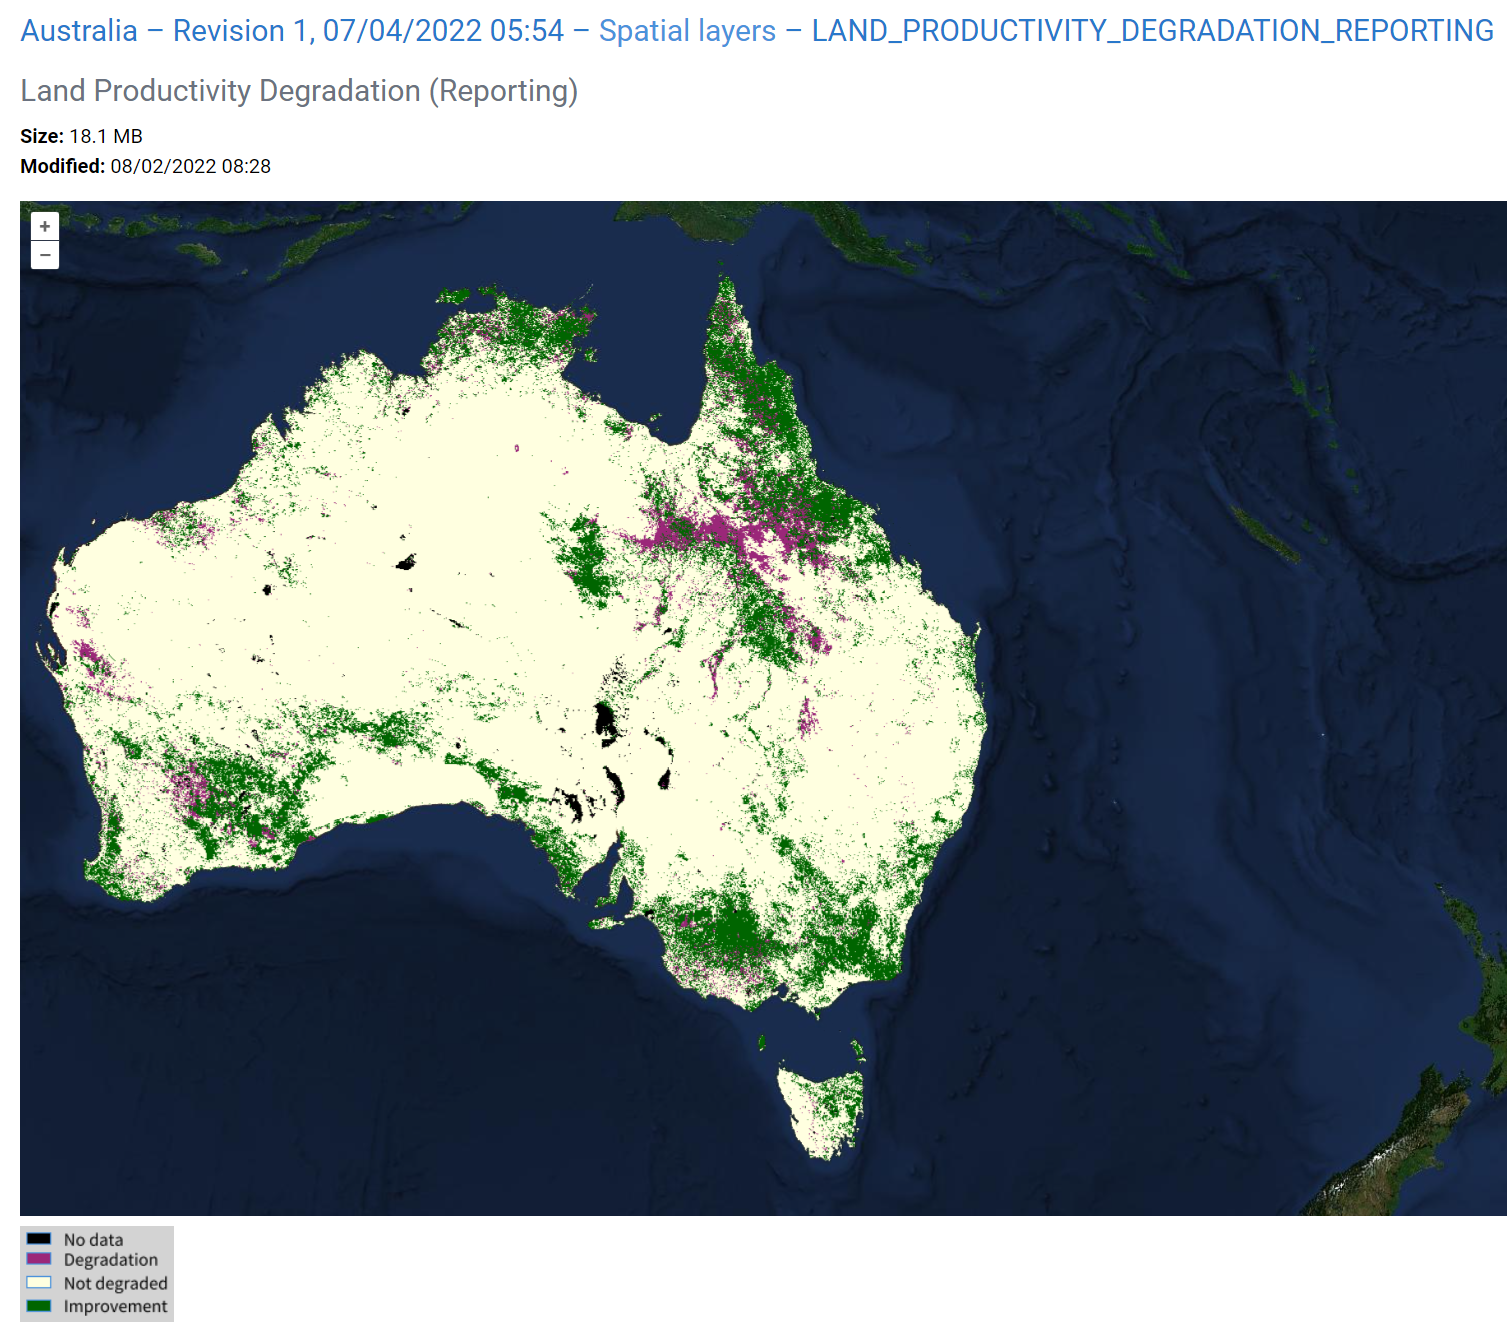 Australia – Revision 1, 07/04/2022 05:54 – Spatial layers – LAND_PRODUCTIVITY_DEGRADATION_REPORTING
Land Productivity Degradation (Reporting)
Size: 18.1 MB
Modified: 08/02/2022 08:28
+
−
No data
Degradation
Not degraded
Improvement